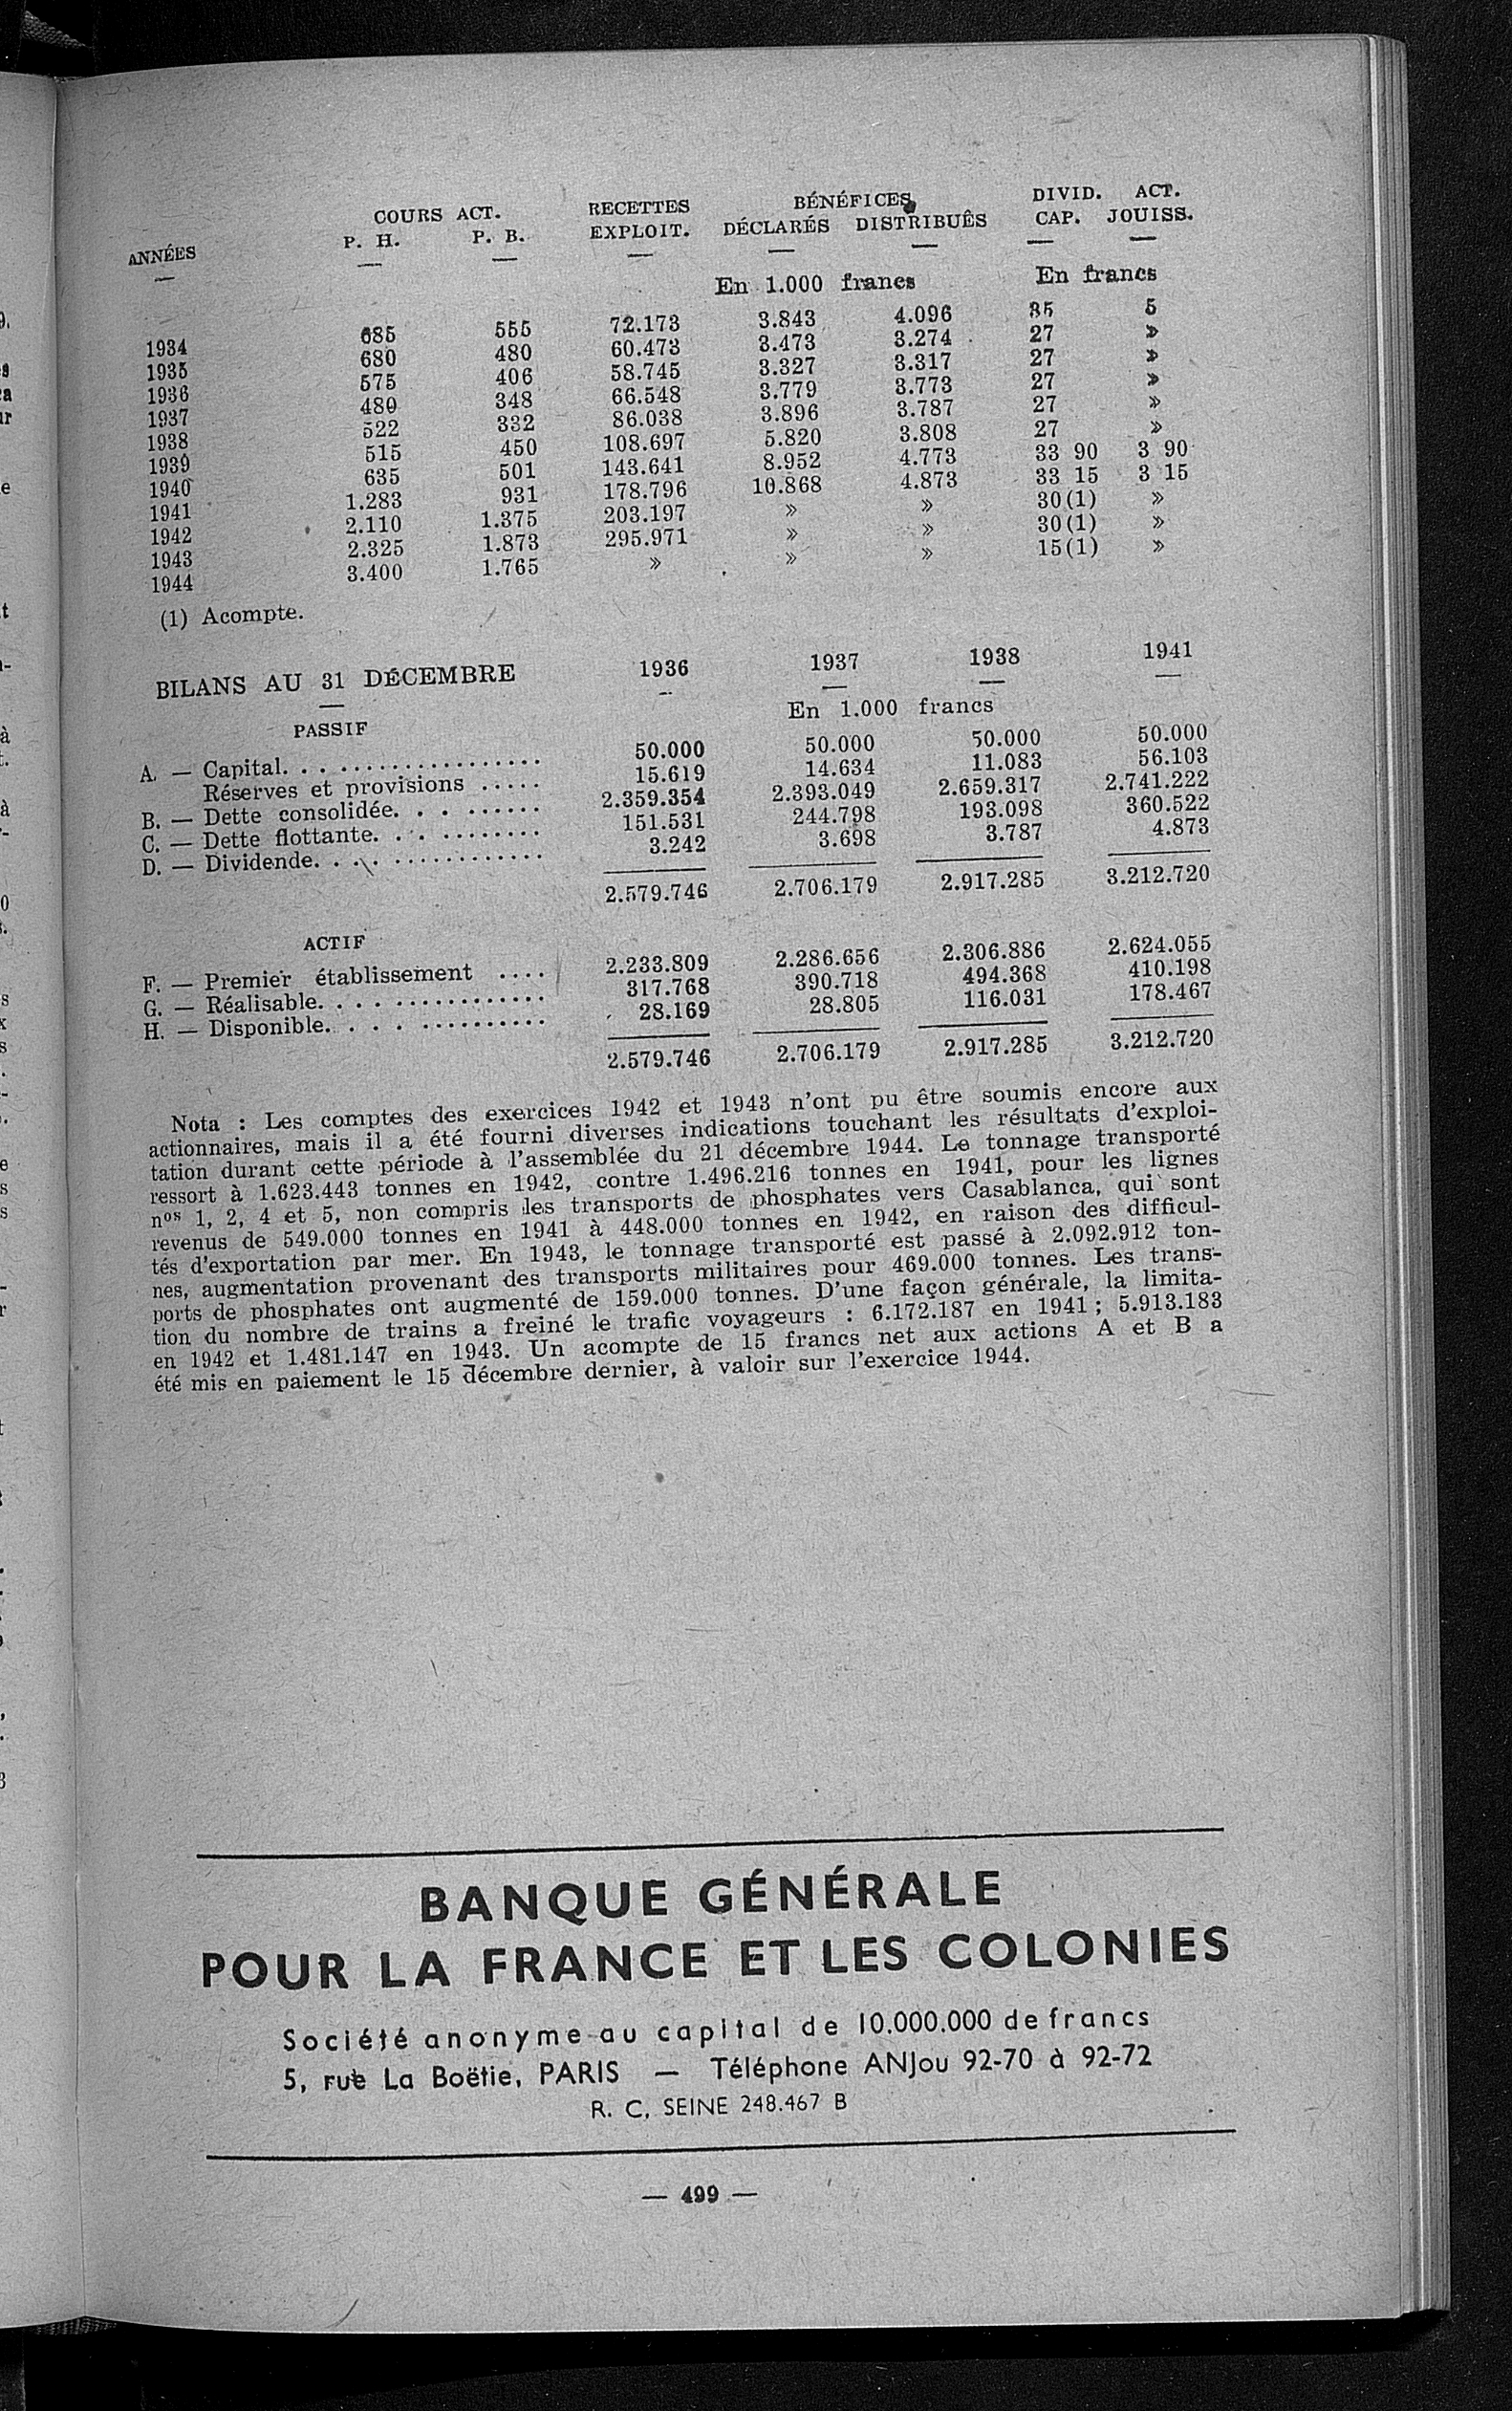 COURS ACT. RECETTES BÉNÉFICES DIVID. ACT.
ANNÉES P. H. P. B. EXPLOIT. DÉCLARÉS DISTRIBUÊS CAP. JOUISS.
En 1.000 francs En francs
1934 685 555 72.173 3.843 4.096 35 5
1935 680 480 60.473 3.473 3.274 27 »
1936 575 406 58.745 3.327 3.317 27 »
1937 480 348 66.548 3.779 3.773 27 »
1938 522 332 86.038 3.896 3.787 27 »
1939 515 450 108.697 5.820 3.808 27 »
1940 635 501 143.641 8.952 4.773 33 90 3 90
1941 1.283 931 178.796 10.868 4.873 33 15 3 15
1942 2.110 1.375 203.197 » » 30(1) »
1943 2.325 1.873 295.971 » » 30(1) »
1944 3.400 1.765 » » » 15(1) »
(1) Acompte.
BILANS AU 31 DÉCEMBRE 1936 1937 1938 1941
En 1.000 francs
PASSIF
A. — Capital. . . . . . . . . . . . . . . . . . 50.000 50.000 50.000 50.000
Réserves et provisions ..... 15.619 14.634 11.083 56.103
B. — Dette consolidée. . . ....... 2.359.354 2.393.049 2.659.317 2.741.222
C. — Dette flottante. . . ......... 151.531 244.798 193.098 360.522
D. — Dividende. . . . ............. 3.242 3.698 3.787 4.873
2.579.746 2.706.179 2.917.285 3.212.720
ACTIF
F. — Premier établissement .... 2.233.809 2.286.656 2.306.886 2.624.055
G. — Réalisable. . . . .............. 317.768 390.718 494.368 410.198
H. — Disponible. . . . ........... 28.169 28.805 116.031 178.467
2.579.746 2.706.179 2.917.285 3.212.720
Nota : Les comptes des exercices 1942 et 1943 n'ont pu être soumis encore aux
actionnaires, mais il a été fourni diverses indications touchant les résultats d'exploi-
tation durant cette période à l'assemblée du 21 décembre 1944. Le tonnage transporté
ressort à 1.623.443 tonnes en 1942, contre 1.496.216 tonnes en 1941, pour les lignes
nos 1, 2, 4 et 5, non compris les transports de phosphates vers Casablanca, qui sont
revenus de 549.000 tonnes en 1941 à 448.000 tonnes en 1942, en raison des difficul-
tés d'exportation par mer. En 1943, le tonnage transporté est passé à 2.092.912 ton-
nes, augmentation provenant des transports militaires pour 469.000 tonnes. Les trans-
ports de phosphates ont augmenté de 159.000 tonnes. D'une façon générale, la limita-
tion du nombre de trains a freiné le trafic voyageurs : 6.172.187 en 1941 ; 5.913.183
en 1942 et 1.481.147 en 1943. Un acompte de 15 francs net aux actions A et B a
été mis en paiement le 15 décembre dernier, à valoir sur l'exercice 1944.
BANQUE GÉNÉRALE
POUR LA FRANCE ET LES COLONIES
Société anonyme au capital de 10.000.000 de francs
5, rue La Boëtie, PARIS — Téléphone ANJou 92-70 à 92-72
R. C. SEINE 248.467 B
— 499 —